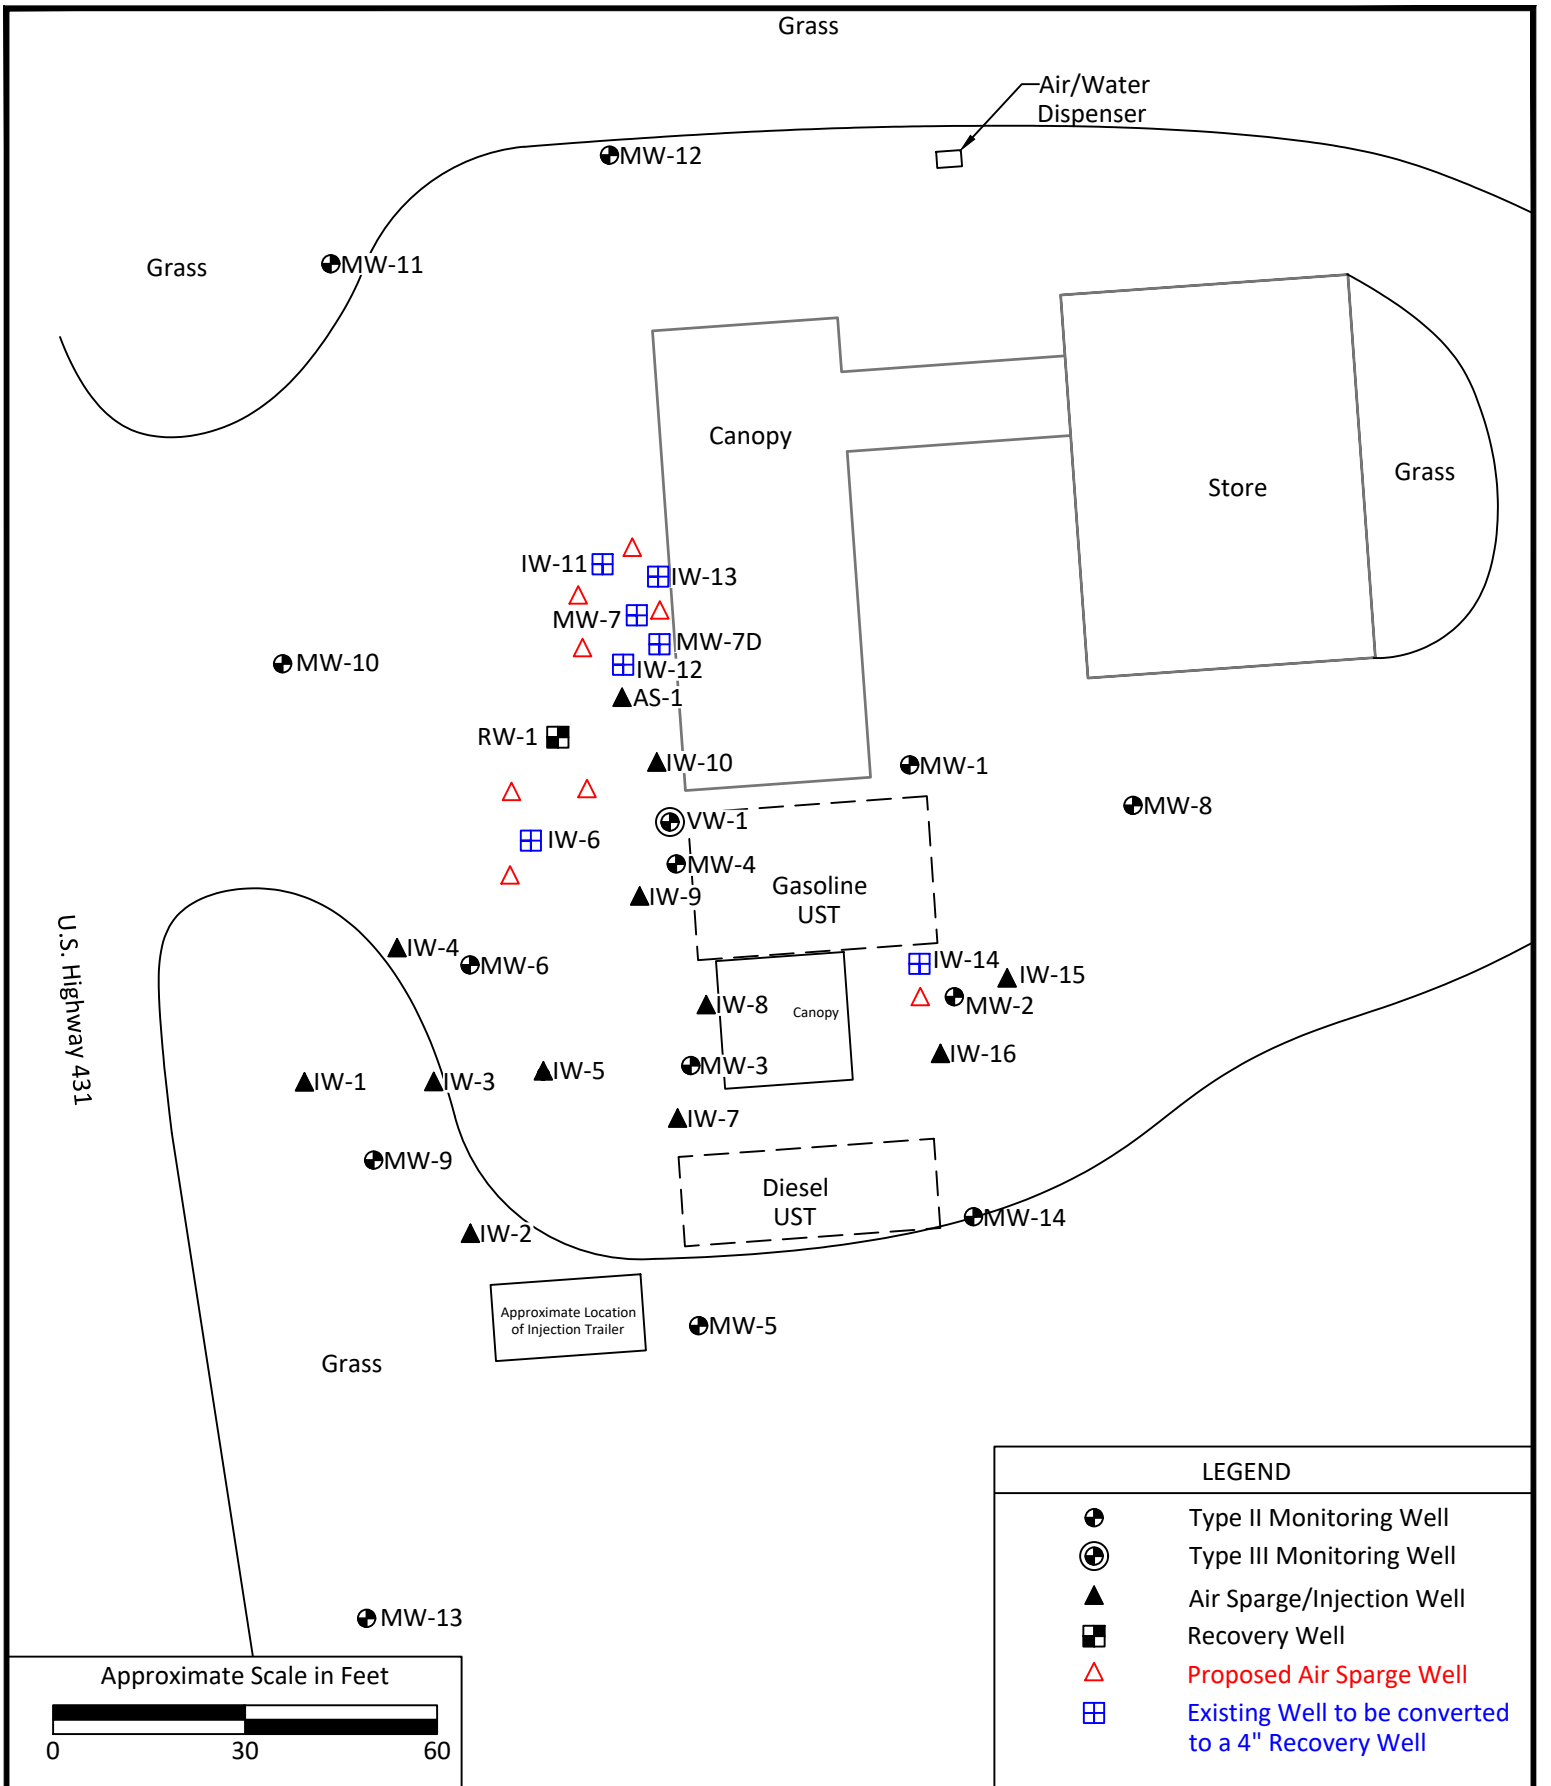 Grass
Air/Water
Dispenser
MW-12
Grass
MW-11
Canopy
Store
Grass
IW-11
IW-13
MW-7
MW-7D
MW-10
IW-12
AS-1
RW-1
IW-10
MW-1
MW-8
VW-1
IW-6
MW-4
Gasoline
UST
IW-9
U.S. Highway 431
IW-4
MW-6
IW-14
IW-15
IW-8
Canopy
MW-2
IW-16
MW-3
IW-5
IW-1
IW-3
IW-7
MW-9
Diesel
UST
MW-14
IW-2
Approximate Location
of Injection Trailer
MW-5
Grass
LEGEND
Type II Monitoring Well
Type III Monitoring Well
Air Sparge/Injection Well
Recovery Well
Proposed Air Sparge Well
Existing Well to be converted
to a 4" Recovery Well
MW-13
Approximate Scale in Feet
0 30 60